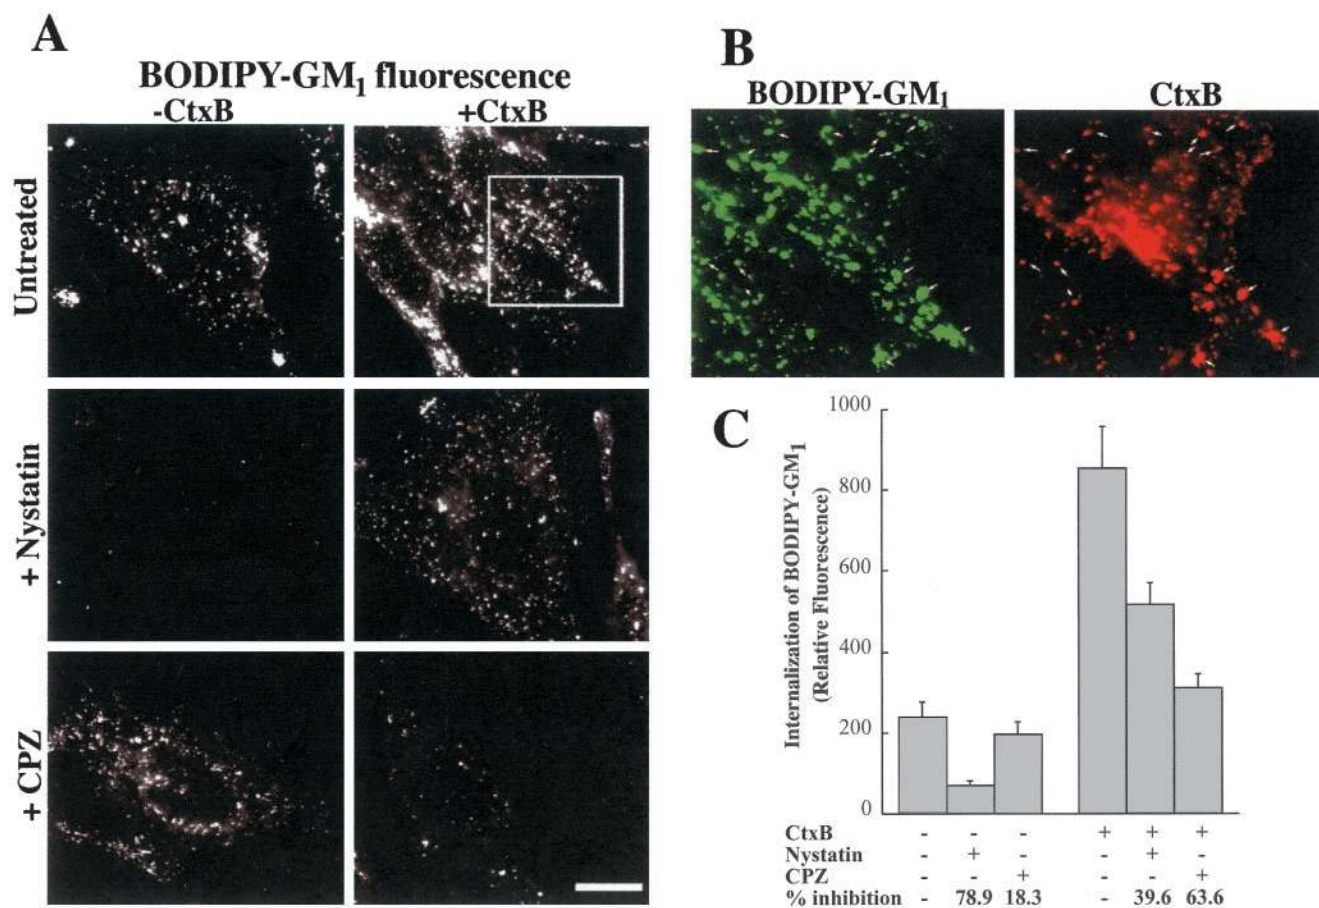 A
BODIPY-GM1 fluorescence
-CtxB
+CtxB
Untreated
+ Nystatin
+ CPZ
B
BODIPY-GM1
CtxB
C
Internalization of BODIPY-GM1
(Relative Fluorescence)
1000
800
600
400
200
0
CtxB - - - + + +
Nystatin - + - - + -
CPZ - - + - - +
% inhibition - 78.9 18.3 - 39.6 63.6